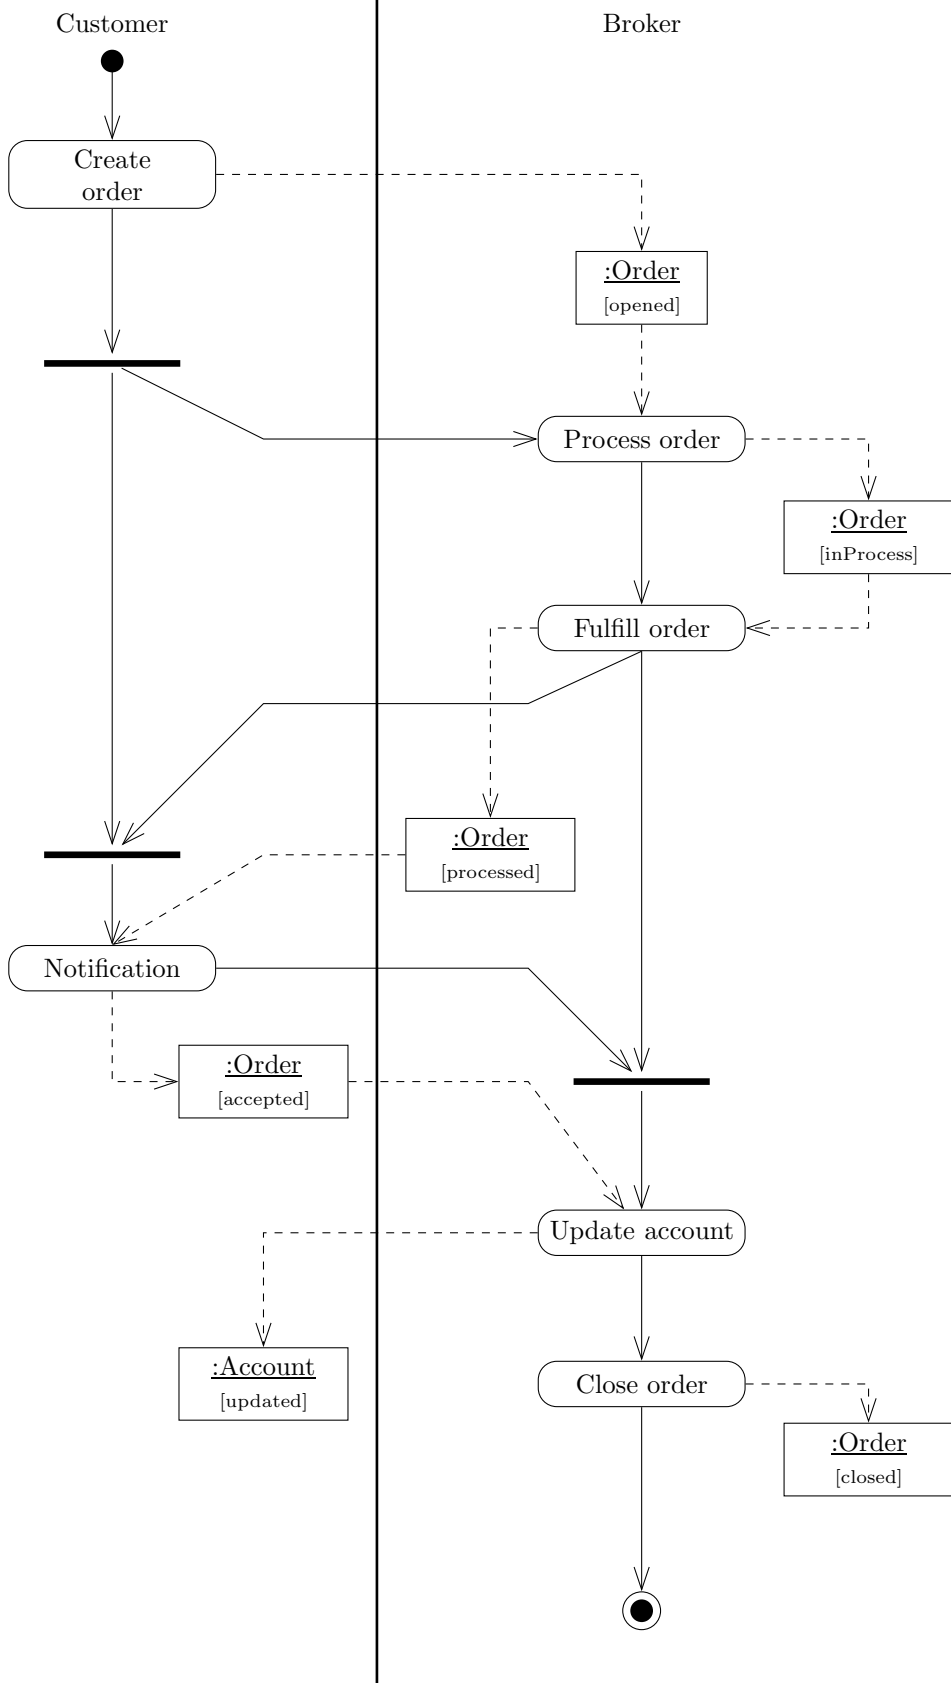 Customer
Broker
Create
order
:Order
[opened]
Process order
:Order
[inProcess]
Fulfill order
:Order
[processed]
Notification
:Order
[accepted]
Update account
:Account
[updated]
Close order
:Order
[closed]